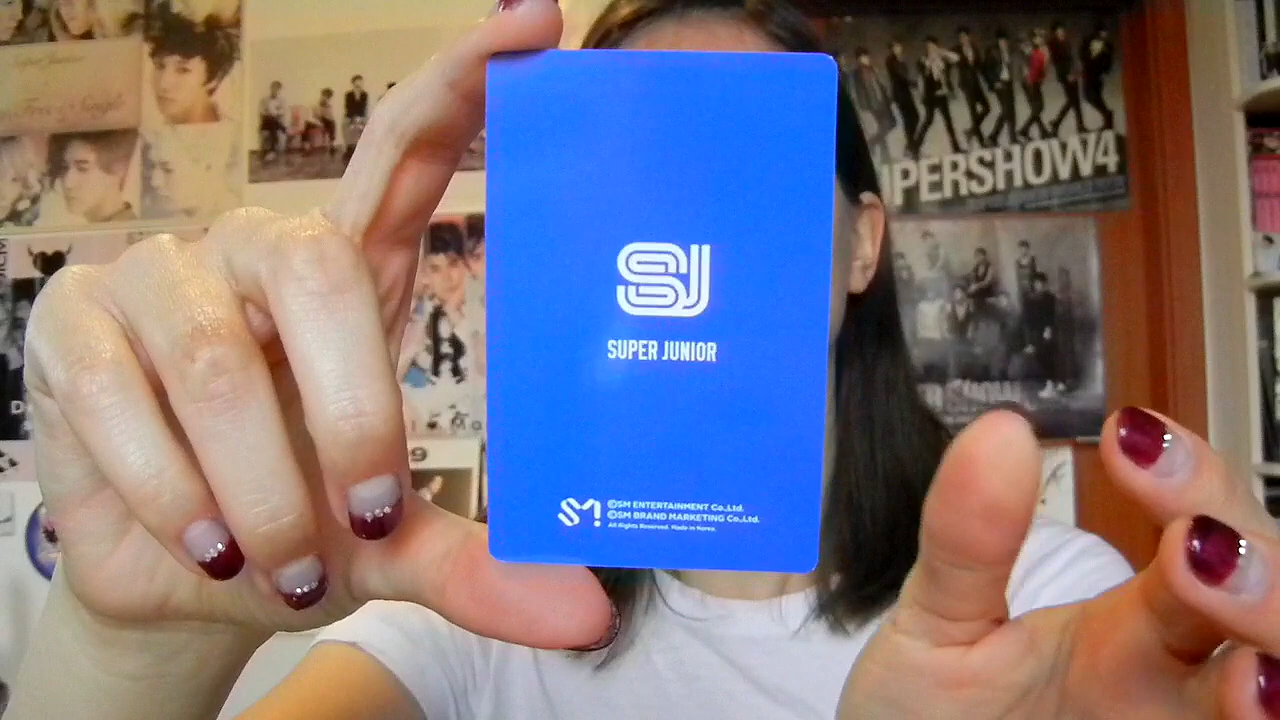 SJ
SUPER JUNIOR
SM
©SM ENTERTAINMENT Co.,Ltd.
©SM BRAND MARKETING Co.,Ltd.
All Rights Reserved. Made in Korea.
UPERSHOW4